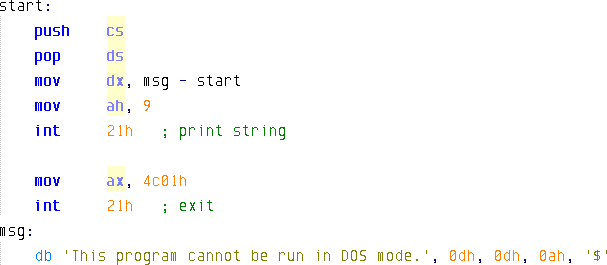 start:
push cs
pop ds
mov dx, msg - start
mov ah, 9
int 21h ; print string
mov ax, 4c01h
int 21h ; exit
msg:
db 'This program cannot be run in DOS mode.', 0dh, 0dh, 0ah, '$'